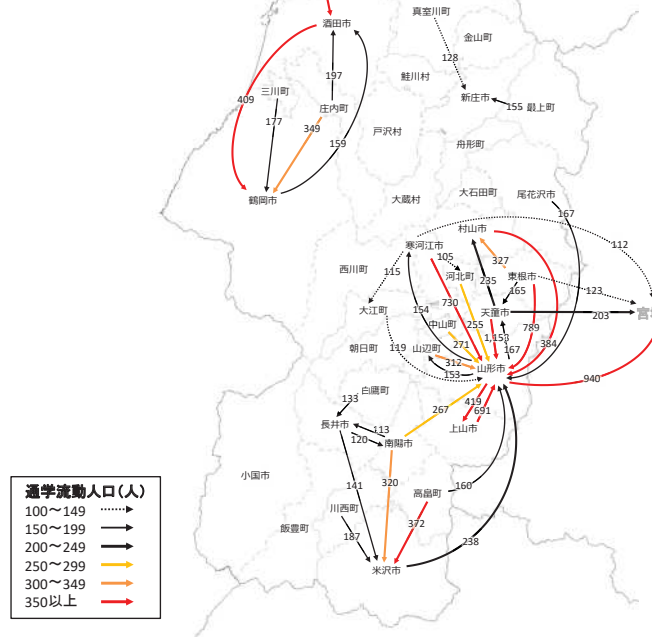 真室川町
酒田市
金山町
128
197
鮭川村
三川町
409
庄内町
新庄市
155
最上町
177
349
戸沢村
159
舟形町
鶴岡市
大蔵村
大石田町
尾花沢市
167
村山市
寒河江市
112
105
327
西川町
115
河北町
235
東根市
165
123
大江町
730
154
255
天童市
203
中山町
789
119
271
1,153
384
朝日町
山辺町
312
167
153
山形市
940
白鷹町
133
267
419
691
長井市
113
上山市
120
南陽市
小国市
141
320
高畠町
160
川西町
372
飯豊町
187
238
米沢市
通学流動人口(人)
100～149
150～199
200～249
250～299
300～349
350以上